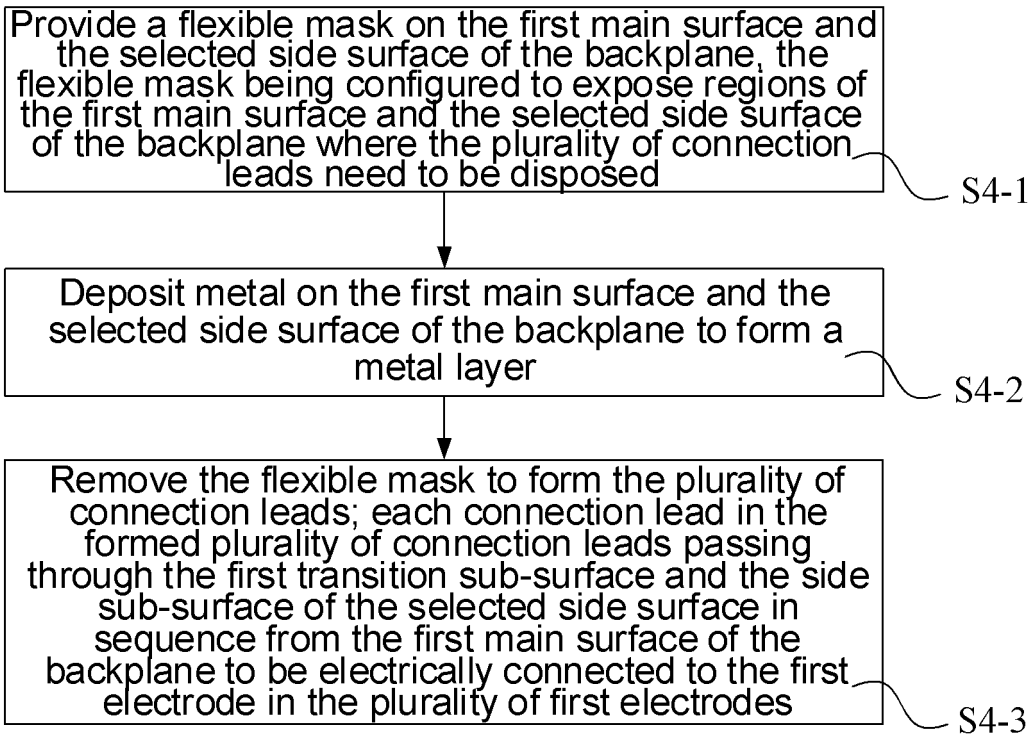 Provide a flexible mask on the first main surface and
the selected side surface of the backplane, the
flexible mask being configured to expose regions of
the first main surface and the selected side surface
of the backplane where the plurality of connection
leads need to be disposed
S4-1
Deposit metal on the first main surface and the
selected side surface of the backplane to form a
metal layer
S4-2
Remove the flexible mask to form the plurality of
connection leads; each connection lead in the
formed plurality of connection leads passing
through the first transition sub-surface and the side
sub-surface of the selected side surface in
sequence from the first main surface of the
backplane to be electrically connected to the first
electrode in the plurality of first electrodes
S4-3